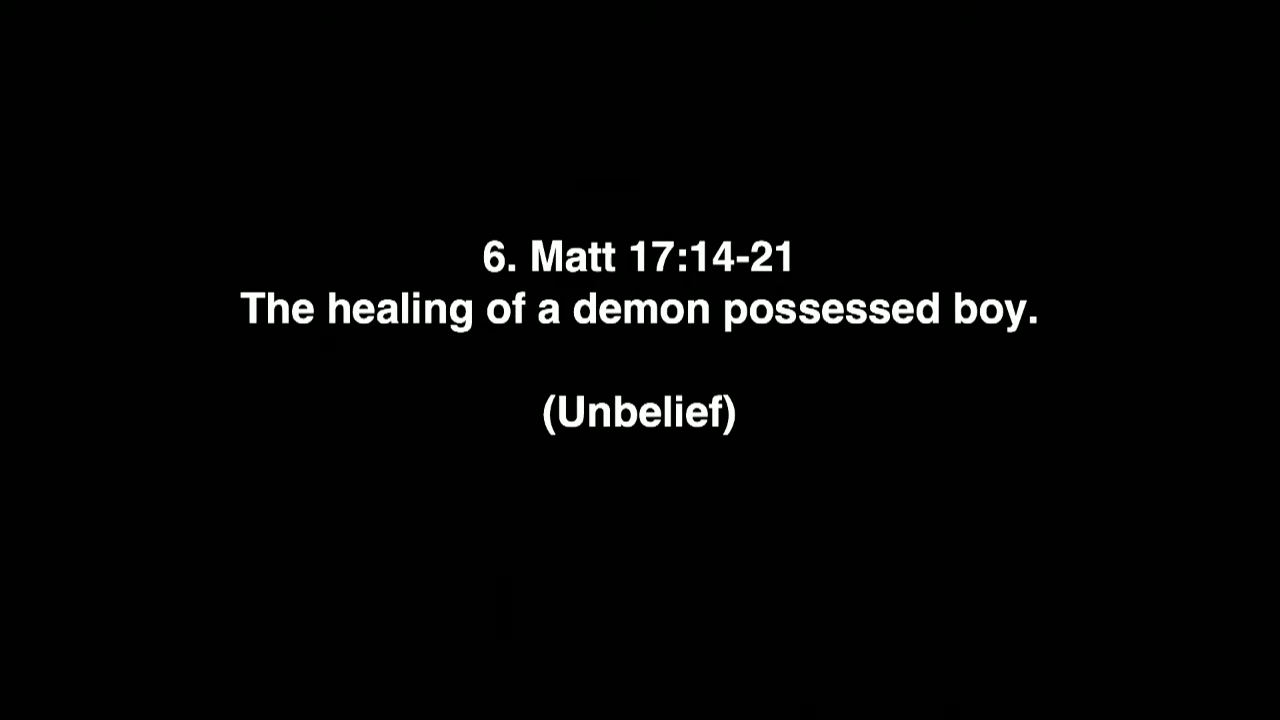 6. Matt 17:14-21
The healing of a demon possessed boy.
(Unbelief)